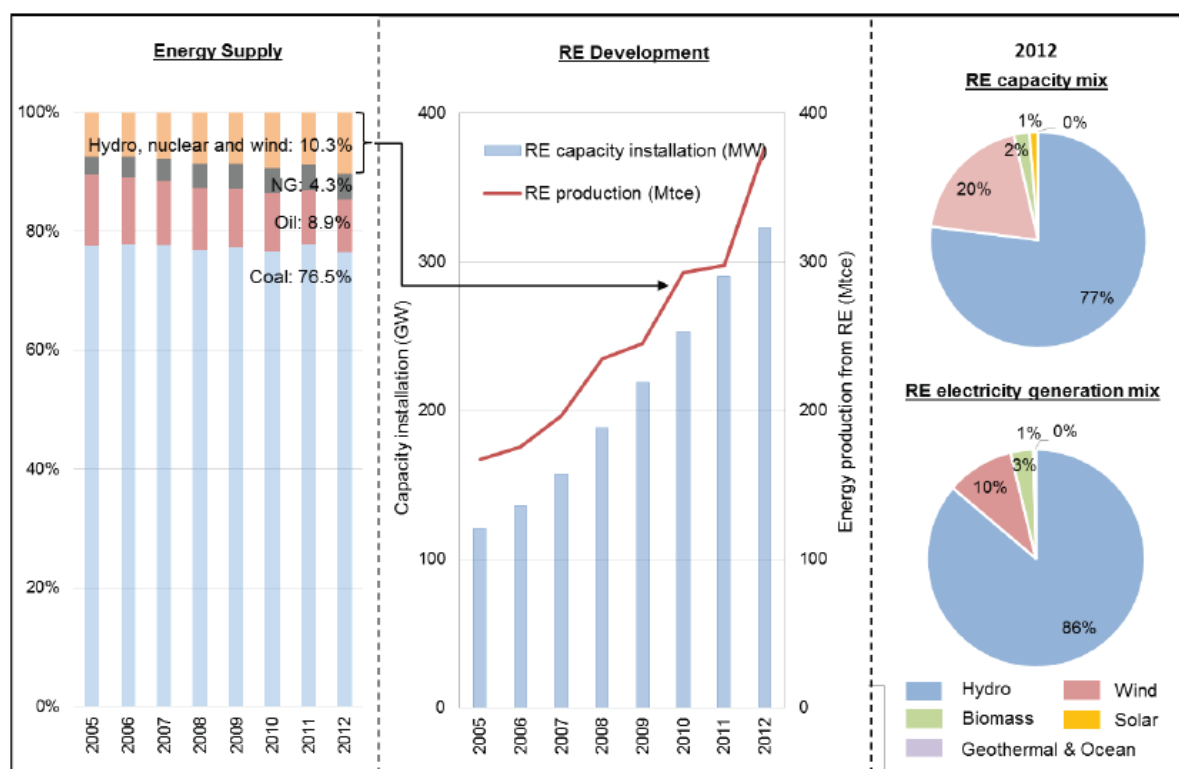 Energy Supply
100%
80%
60%
40%
20%
0%
Hydro, nuclear and wind: 10.3%
NG: 4.3%
Oil: 8.9%
Coal: 76.5%
2005
2006
2007
2008
2009
2010
2011
2012
RE Development
Capacity installation (GW)
400
300
200
100
0
RE capacity installation (MW)
RE production (Mtce)
2005
2006
2007
2008
2009
2010
2011
2012
400
300
200
100
0
Energy production from RE (Mtce)
2012
RE capacity mix
1%
0%
2%
20%
77%
RE electricity generation mix
1%
0%
3%
10%
86%
Hydro
Wind
Biomass
Solar
Geothermal & Ocean